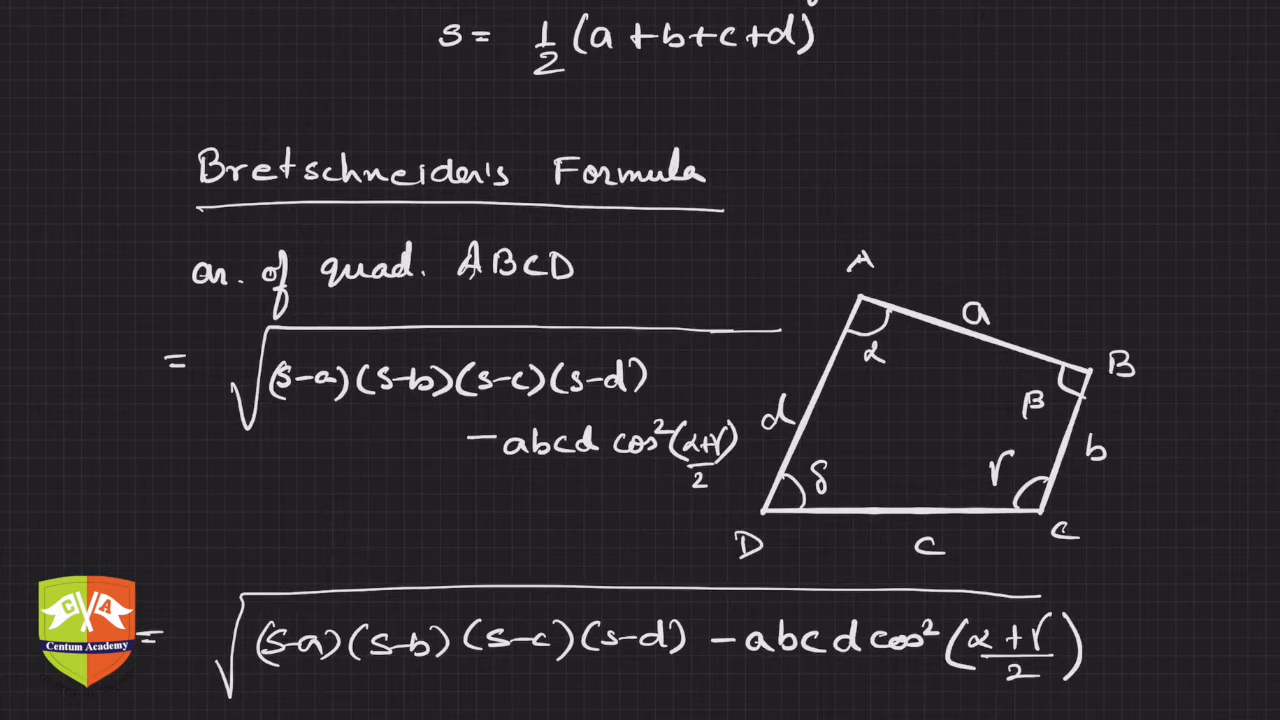 s = 1/2 (a+b+c+d)
Bretschneider's Formula
ar. of quad. ABCD
= √(s-a)(s-b)(s-c)(s-d)
-abcd cos²(α+γ)/2
A
a
B
α
β
d
b
γ
δ
D
c
C
= √(s-a)(s-b)(s-c)(s-d) - abcd cos²(α+γ/2)
C A
Centum Academy